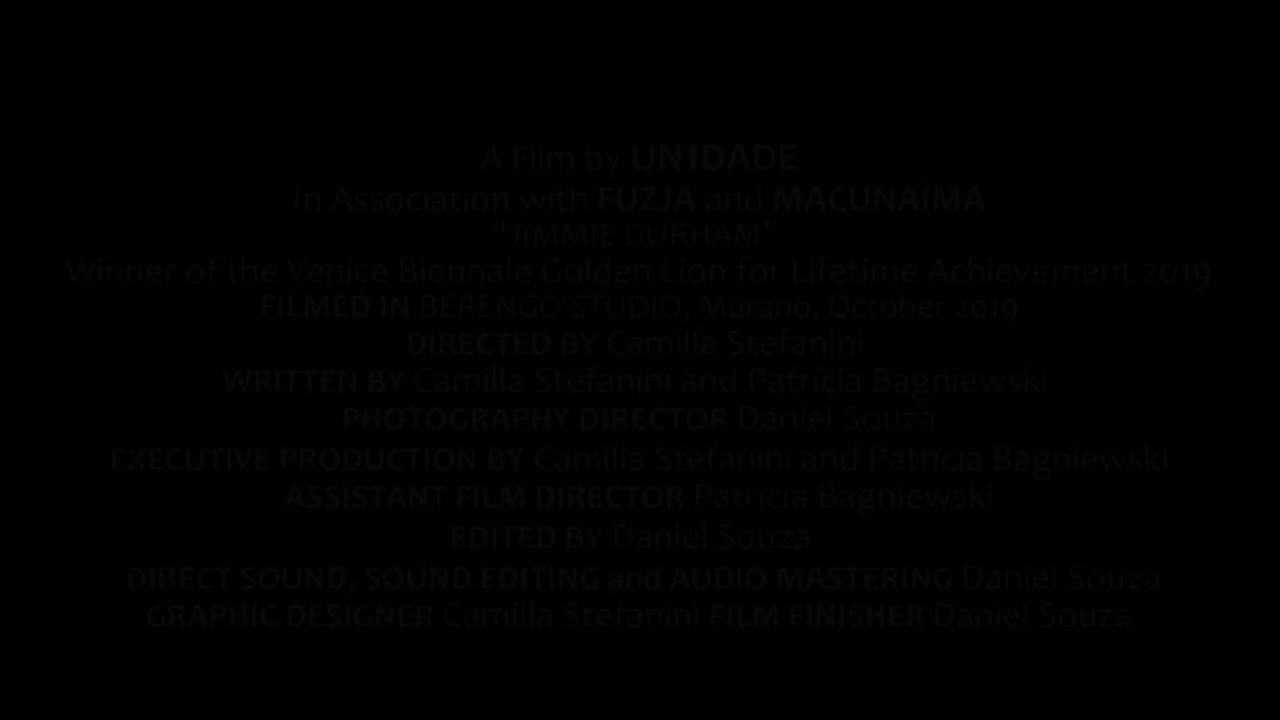 A Film by UN1DADE
In Association with FUZJA and MACUNAÍMA
"JIMMIE DURHAM"
Winner of the Venice Biennale Golden Lion for Lifetime Achievement 2019
FILMED IN BERENGO STUDIO, Murano, October 2019
DIRECTED BY Camilla Stefanini
WRITTEN BY Camilla Stefanini and Patricia Bagniewski
PHOTOGRAPHY DIRECTOR Daniel Souza
EXECUTIVE PRODUCTION BY Camilla Stefanini and Patricia Bagniewski
ASSISTANT FILM DIRECTOR Patricia Bagniewski
EDITED BY Daniel Souza
DIRECT SOUND, SOUND EDITING and AUDIO MASTERING Daniel Souza
GRAPHIC DESIGNER Camilla Stefanini FILM FINISHER Daniel Souza